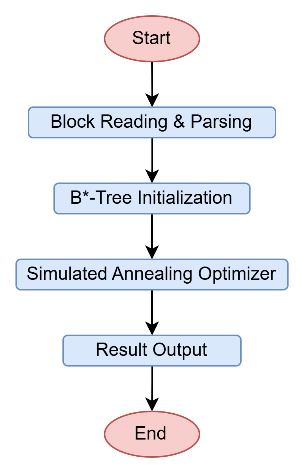 Start
Block Reading & Parsing
B*-Tree Initialization
Simulated Annealing Optimizer
Result Output
End